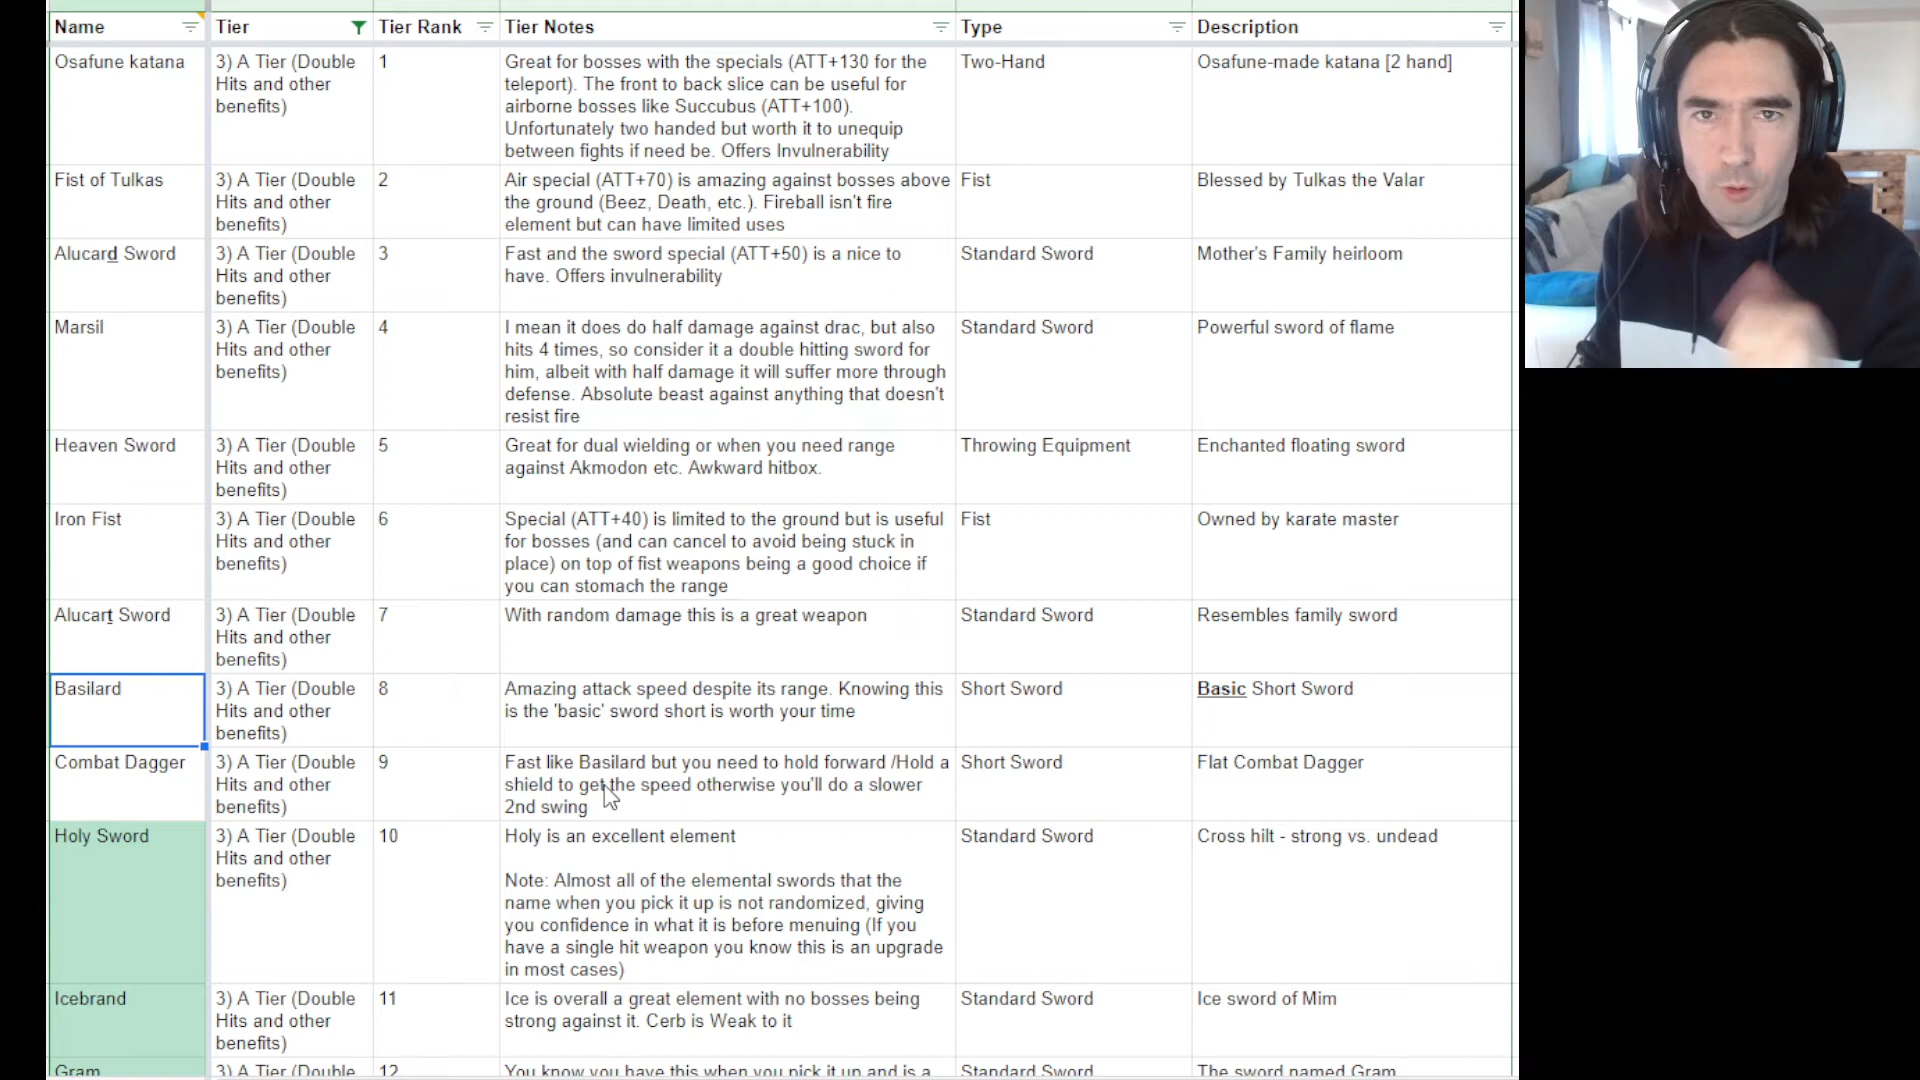 Name Tier Tier Rank Tier Notes Type Description
Osafune katana 3) A Tier (Double 1 Great for bosses with the specials (ATT+130 for the Two-Hand Osafune-made katana [2 hand]
Hits and other teleport). The front to back slice can be useful for
benefits) airborne bosses like Succubus (ATT+100).
Unfortunately two handed but worth it to unequip
between fights if need be. Offers Invulnerability
Fist of Tulkas 3) A Tier (Double 2 Air special (ATT+70) is amazing against bosses above Fist Blessed by Tulkas the Valar
Hits and other the ground (Beez, Death, etc.). Fireball isn't fire
benefits) element but can have limited uses
Alucard Sword 3) A Tier (Double 3 Fast and the sword special (ATT+50) is a nice to Standard Sword Mother's Family heirloom
Hits and other have. Offers invulnerability
benefits)
Marsil 3) A Tier (Double 4 I mean it does do half damage against drac, but also Standard Sword Powerful sword of flame
Hits and other hits 4 times, so consider it a double hitting sword for
benefits) him, albeit with half damage it will suffer more through
defense. Absolute beast against anything that doesn't
resist fire
Heaven Sword 3) A Tier (Double 5 Great for dual wielding or when you need range Throwing Equipment Enchanted floating sword
Hits and other against Akmodon etc. Awkward hitbox.
benefits)
Iron Fist 3) A Tier (Double 6 Special (ATT+40) is limited to the ground but is useful Fist Owned by karate master
Hits and other for bosses (and can cancel to avoid being stuck in
benefits) place) on top of fist weapons being a good choice if
you can stomach the range
Alucart Sword 3) A Tier (Double 7 With random damage this is a great weapon Standard Sword Resembles family sword
Hits and other
benefits)
Basilard 3) A Tier (Double 8 Amazing attack speed despite its range. Knowing this Short Sword Basic Short Sword
Hits and other is the 'basic' sword short is worth your time
benefits)
Combat Dagger 3) A Tier (Double 9 Fast like Basilard but you need to hold forward /Hold a Short Sword Flat Combat Dagger
Hits and other shield to get the speed otherwise you'll do a slower
benefits) 2nd swing
Holy Sword 3) A Tier (Double 10 Holy is an excellent element Standard Sword Cross hilt - strong vs. undead
Hits and other
benefits) Note: Almost all of the elemental swords that the
name when you pick it up is not randomized, giving
you confidence in what it is before menuing (If you
have a single hit weapon you know this is an upgrade
in most cases)
Icebrand 3) A Tier (Double 11 Ice is overall a great element with no bosses being Standard Sword Ice sword of Mim
Hits and other strong against it. Cerb is Weak to it
benefits)
Gram 3) A Tier (Double 12 You know you have this when you pick it up and is a Standard Sword The sword named Gram